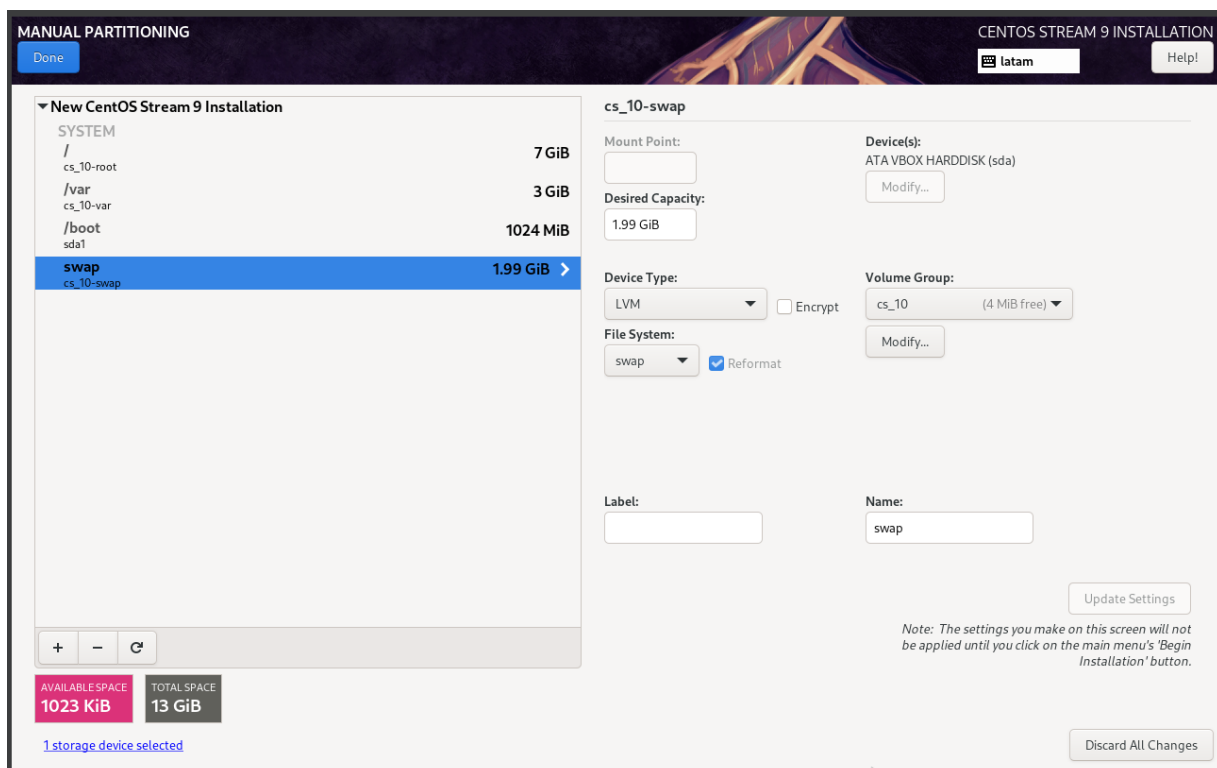 MANUAL PARTITIONING
CENTOS STREAM 9 INSTALLATION
Done
latam
Help!
New CentOS Stream 9 Installation
SYSTEM
/
7 GiB
cs_10-root
/var
3 GiB
cs_10-var
/boot
1024 MiB
sda1
swap
1.99 GiB
cs_10-swap
cs_10-swap
Mount Point:
Device(s):
ATA VBOX HARDDISK (sda)
Modify...
Desired Capacity:
1.99 GiB
Device Type:
Volume Group:
LVM
Encrypt
cs_10 (4 MiB free)
File System:
Modify...
swap
Reformat
Label:
Name:
swap
Update Settings
Note: The settings you make on this screen will not
be applied until you click on the main menu's 'Begin
Installation' button.
+ −
AVAILABLE SPACE
1023 KiB
TOTAL SPACE
13 GiB
1 storage device selected
Discard All Changes